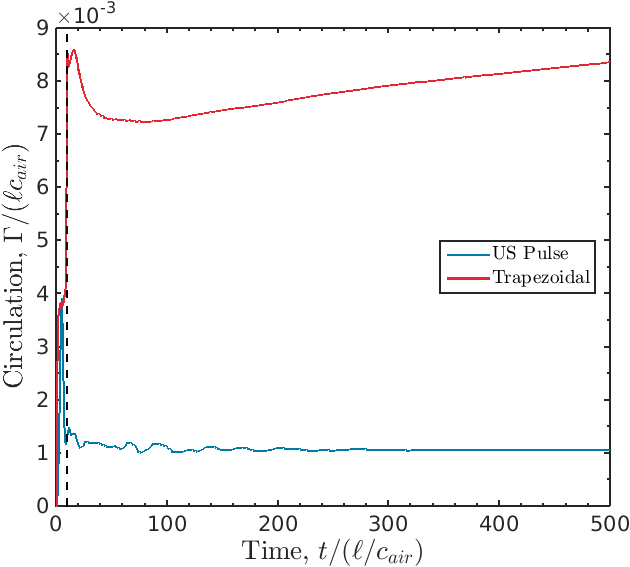 ×10⁻³
9
8
7
6
5
4
3
2
1
0
0 100 200 300 400 500
Circulation, Γ/(ℓc_air)
Time, t/(ℓ/c_air)
US Pulse
Trapezoidal